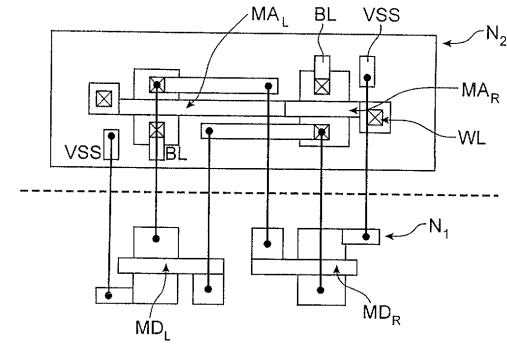 MA_L BL VSS
N_2
MA_R
WL
VSS BL
N_1
MD_L MD_R